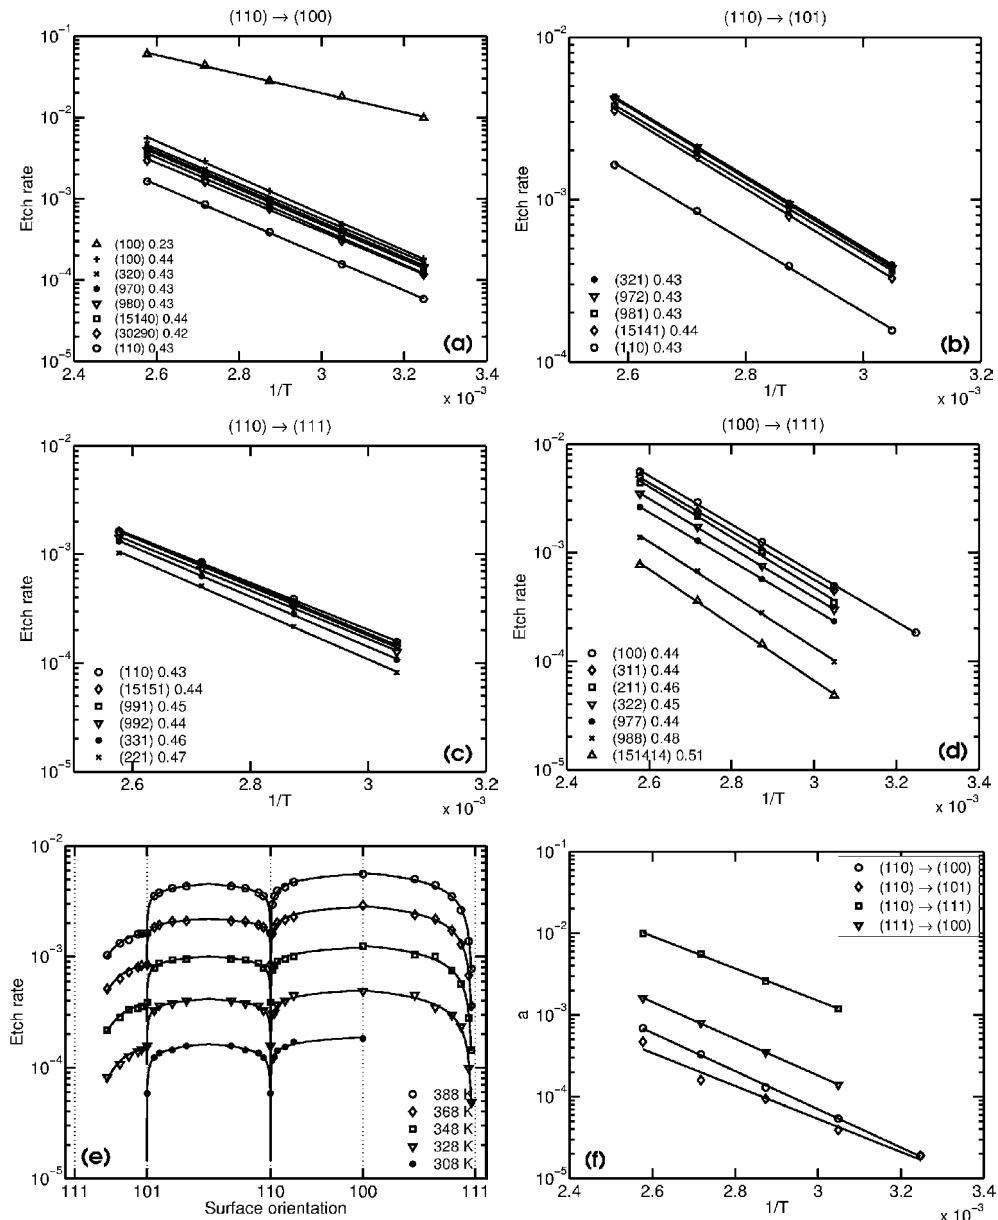 (110) → (100)
10⁻¹
10⁻²
10⁻³
10⁻⁴
10⁻⁵
Etch rate
(100) 0.23
(100) 0.44
(320) 0.43
(970) 0.43
(980) 0.43
(15140) 0.44
(30290) 0.42
(110) 0.43
(a)
2.4 2.6 2.8 3 3.2 3.4
1/T
x 10⁻³
(110) → (101)
10⁻²
10⁻³
10⁻⁴
Etch rate
(321) 0.43
(972) 0.43
(981) 0.43
(15141) 0.44
(110) 0.43
(b)
2.6 2.8 3 3.2
1/T
x 10⁻³
(110) → (111)
10⁻²
10⁻³
10⁻⁴
10⁻⁵
Etch rate
(110) 0.43
(15151) 0.44
(991) 0.45
(992) 0.44
(331) 0.46
(221) 0.47
(c)
2.6 2.8 3 3.2
1/T
x 10⁻³
(100) → (111)
10⁻²
10⁻³
10⁻⁴
10⁻⁵
Etch rate
(100) 0.44
(311) 0.44
(211) 0.46
(322) 0.45
(977) 0.44
(988) 0.48
(151414) 0.51
(d)
2.4 2.6 2.8 3 3.2 3.4
1/T
x 10⁻³
10⁻²
10⁻³
10⁻⁴
10⁻⁵
Etch rate
388 K
368 K
348 K
328 K
308 K
(e)
111 101 110 100 111
Surface orientation
10⁻¹
10⁻²
10⁻³
10⁻⁴
10⁻⁵
a
(110) → (100)
(110) → (101)
(110) → (111)
(111) → (100)
(f)
2.4 2.6 2.8 3 3.2 3.4
1/T
x 10⁻³